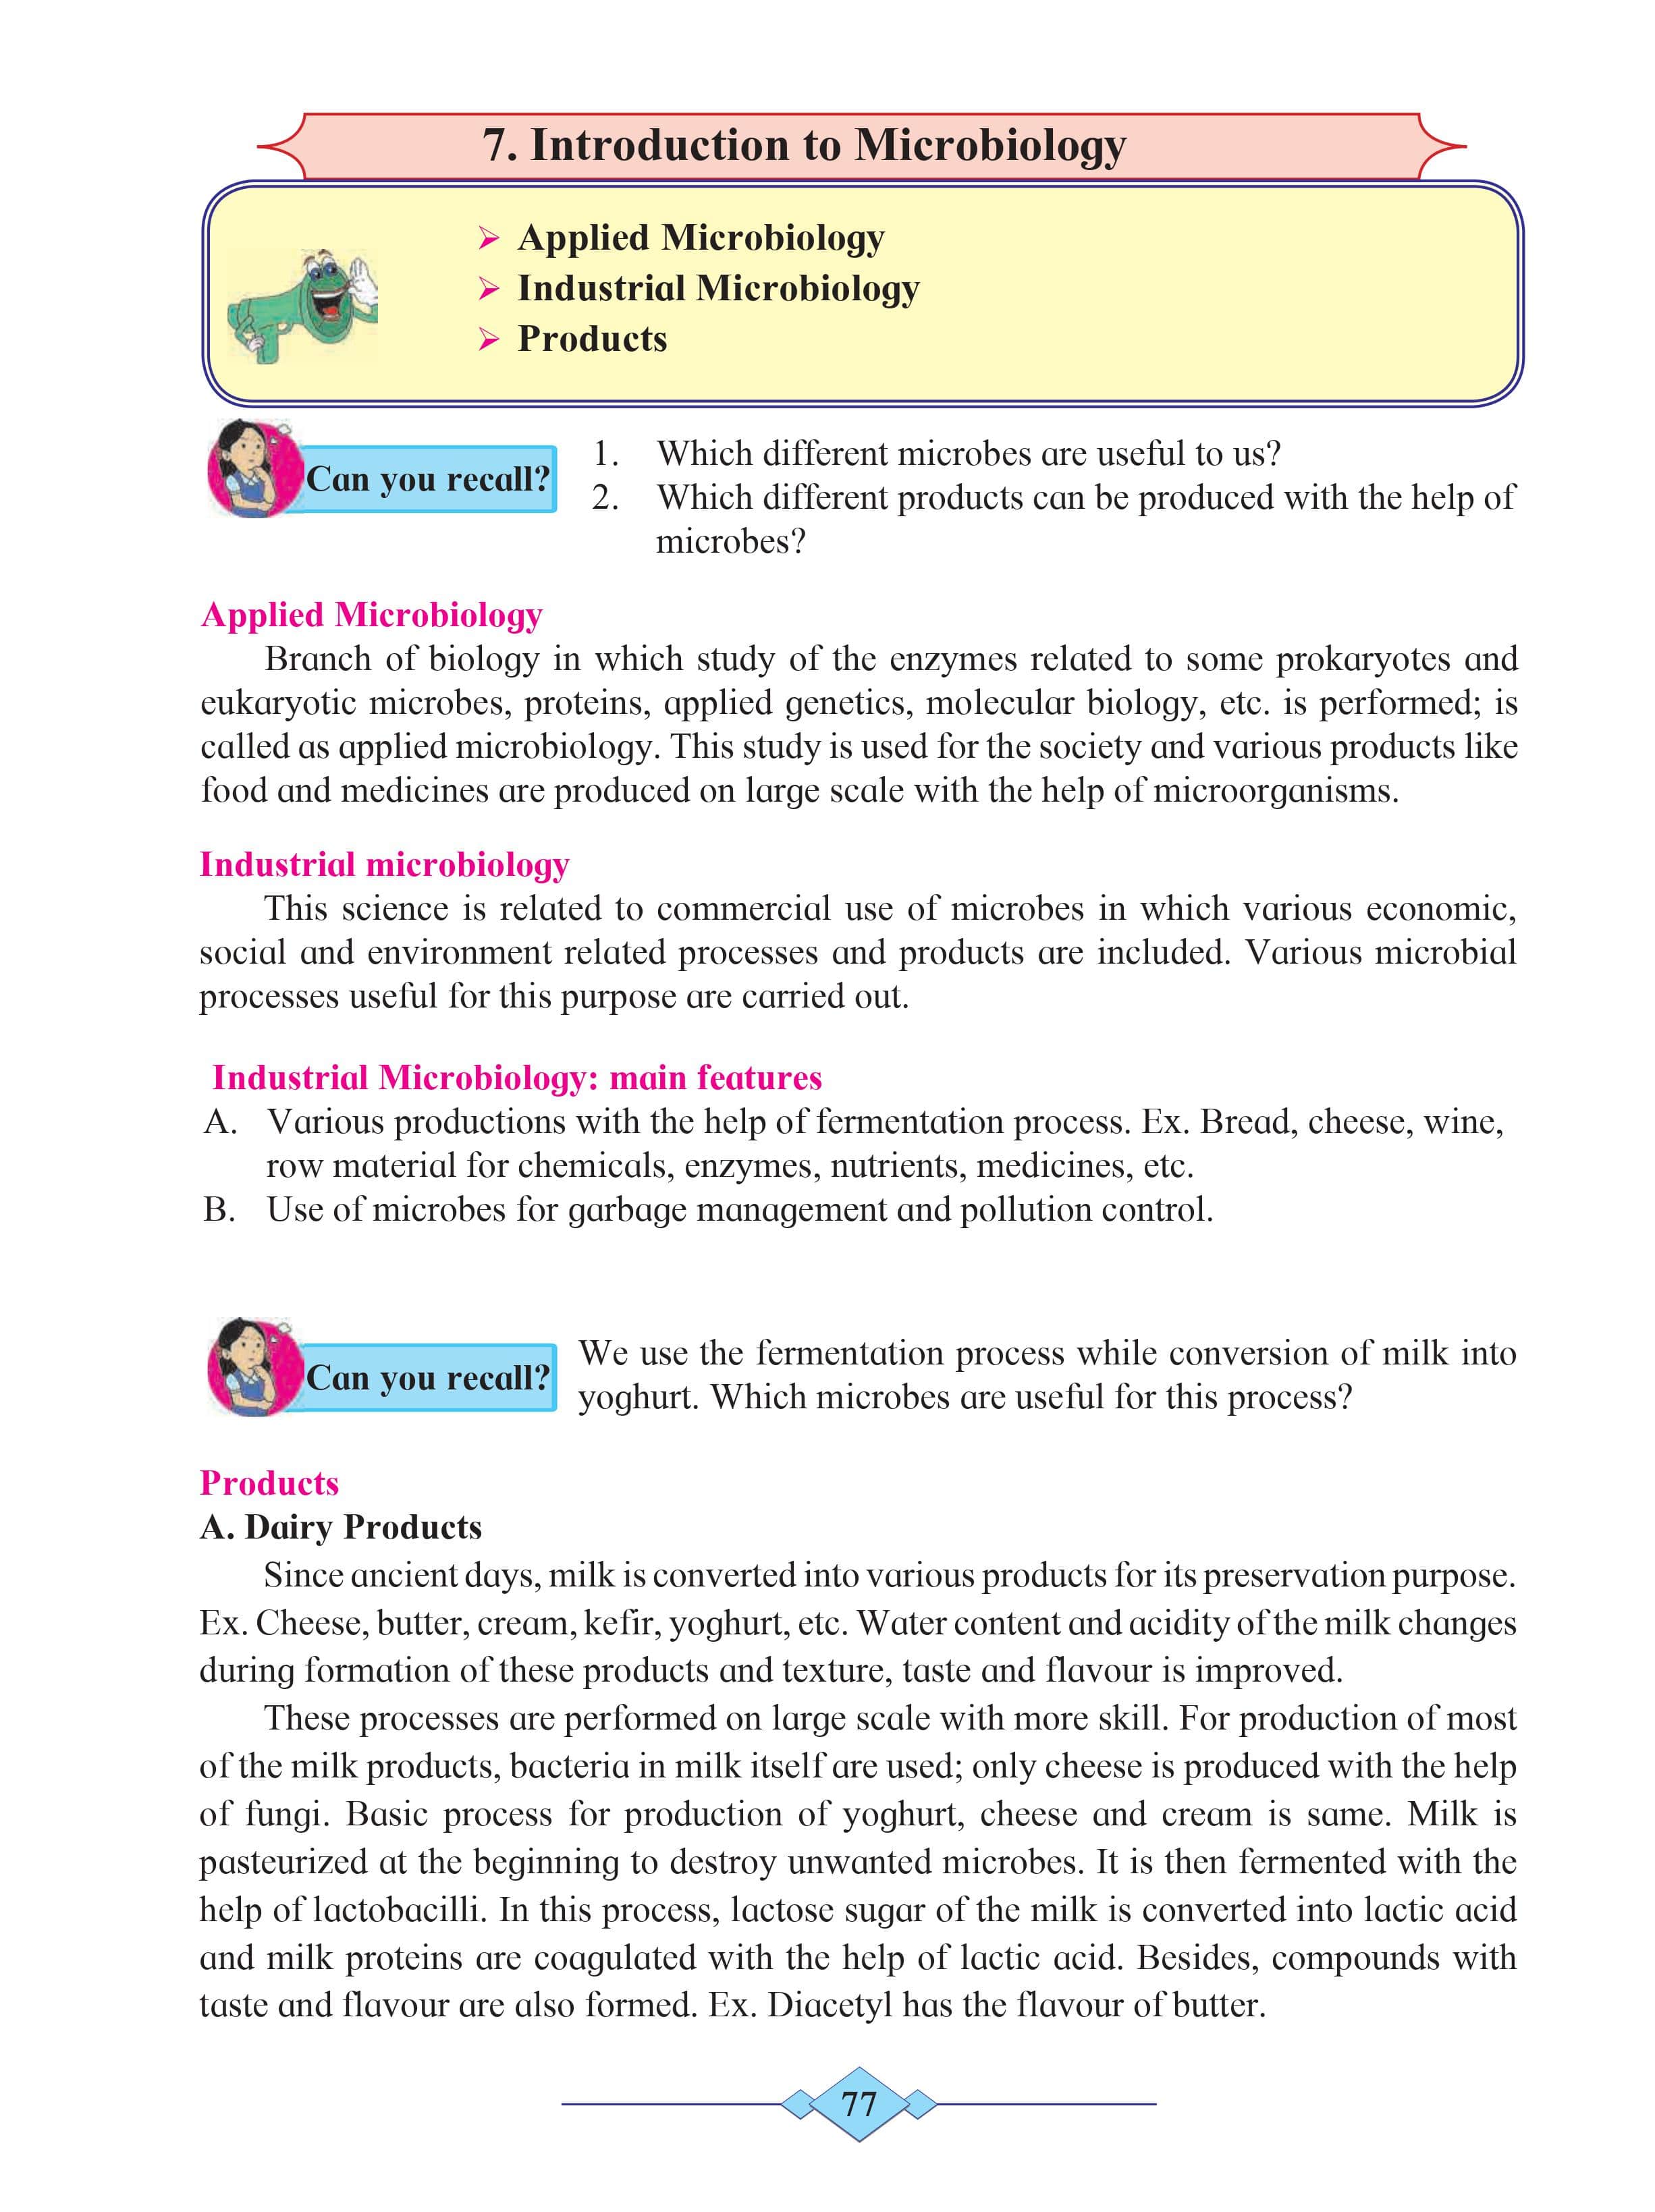 7. Introduction to Microbiology
➢ Applied Microbiology
➢ Industrial Microbiology
➢ Products
Can you recall?
1. Which different microbes are useful to us?
2. Which different products can be produced with the help of
microbes?
Applied Microbiology
Branch of biology in which study of the enzymes related to some prokaryotes and
eukaryotic microbes, proteins, applied genetics, molecular biology, etc. is performed; is
called as applied microbiology. This study is used for the society and various products like
food and medicines are produced on large scale with the help of microorganisms.
Industrial microbiology
This science is related to commercial use of microbes in which various economic,
social and environment related processes and products are included. Various microbial
processes useful for this purpose are carried out.
Industrial Microbiology: main features
A. Various productions with the help of fermentation process. Ex. Bread, cheese, wine,
row material for chemicals, enzymes, nutrients, medicines, etc.
B. Use of microbes for garbage management and pollution control.
Can you recall?
We use the fermentation process while conversion of milk into
yoghurt. Which microbes are useful for this process?
Products
A. Dairy Products
Since ancient days, milk is converted into various products for its preservation purpose.
Ex. Cheese, butter, cream, kefir, yoghurt, etc. Water content and acidity of the milk changes
during formation of these products and texture, taste and flavour is improved.
These processes are performed on large scale with more skill. For production of most
of the milk products, bacteria in milk itself are used; only cheese is produced with the help
of fungi. Basic process for production of yoghurt, cheese and cream is same. Milk is
pasteurized at the beginning to destroy unwanted microbes. It is then fermented with the
help of lactobacilli. In this process, lactose sugar of the milk is converted into lactic acid
and milk proteins are coagulated with the help of lactic acid. Besides, compounds with
taste and flavour are also formed. Ex. Diacetyl has the flavour of butter.
77